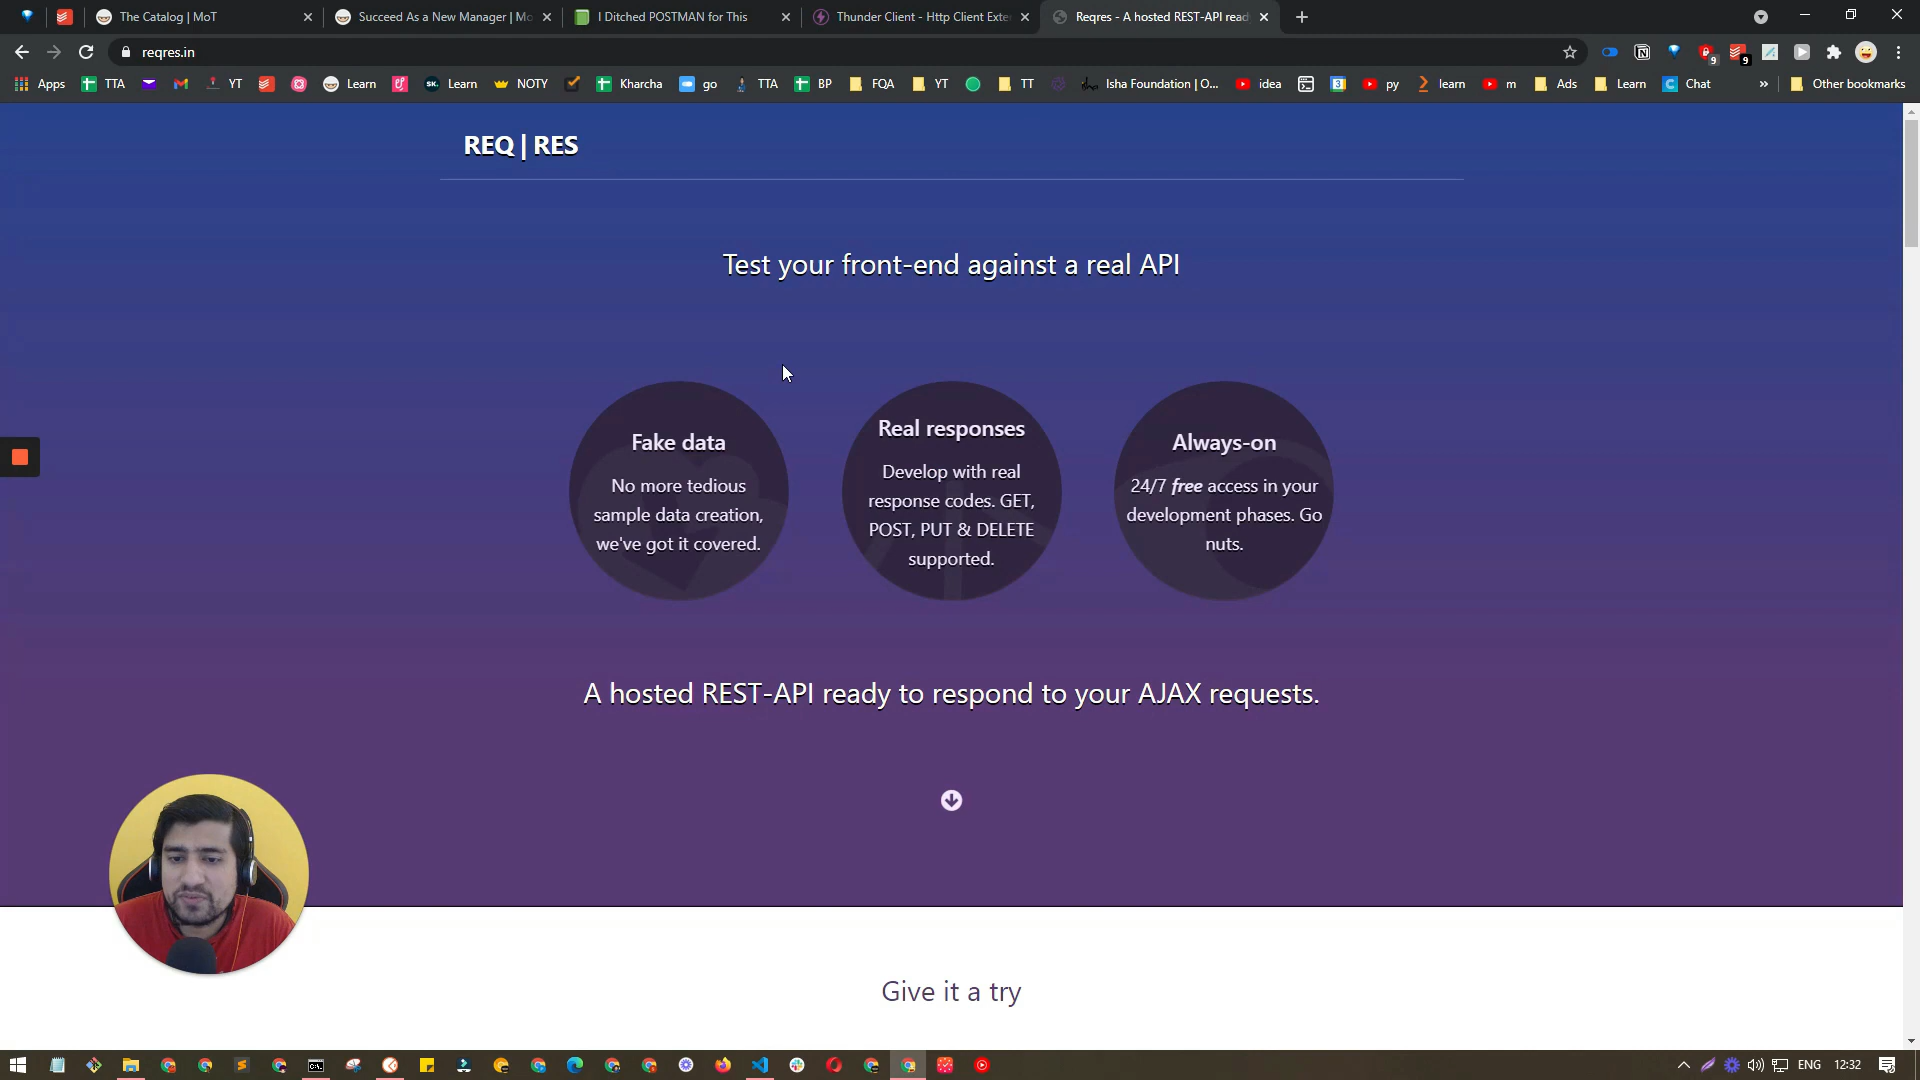 The Catalog | MoT
Succeed As a New Manager | Mo
I Ditched POSTMAN for This
Thunder Client - Http Client Exte
Reqres - A hosted REST-API read
reqres.in
9
9
Apps
TTA
YT
Learn
Learn
NOTY
Kharcha
go
TTA
BP
FQA
YT
TT
Isha Foundation | O...
idea
3
py
learn
m
Ads
Learn
Chat
»
Other bookmarks
REQ | RES
Test your front-end against a real API
Fake data
No more tedious
sample data creation,
we've got it covered.
Real responses
Develop with real
response codes. GET,
POST, PUT & DELETE
supported.
Always-on
24/7 free access in your
development phases. Go
nuts.
A hosted REST-API ready to respond to your AJAX requests.
Give it a try
ENG
12:32